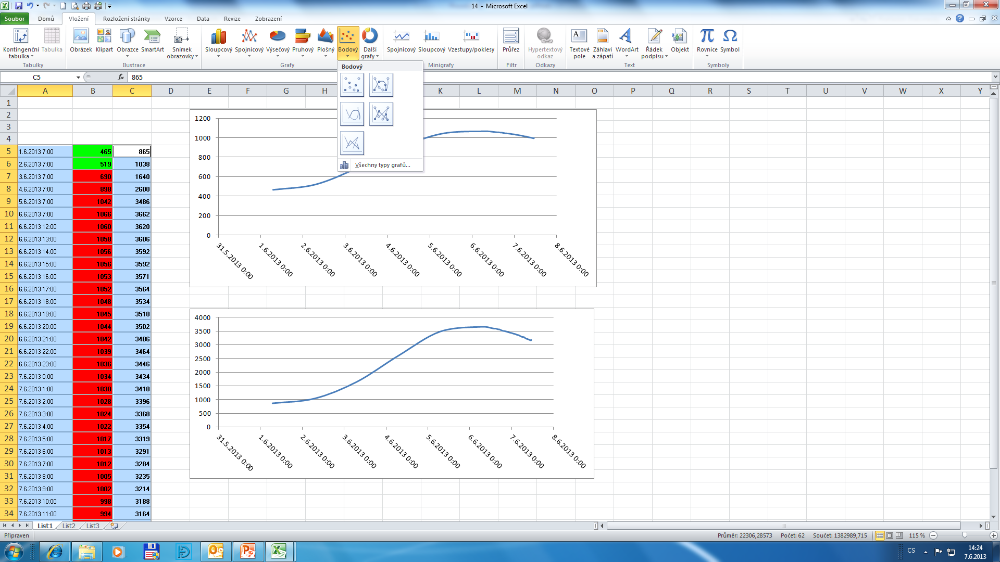 14 - Microsoft Excel
Soubor Domů Vložení Rozložení stránky Vzorce Data Revize Zobrazení
Kontingenční tabulka Tabulka Obrázek Klipart Obrazce SmartArt Snímek obrazovky Sloupcový Spojnicový Výsečový Pruhový Plošný Bodový Další grafy Spojnicový Sloupcový Vzestupy/poklesy Průřez Hypertextový odkaz Textové pole Záhlaví a zápatí WordArt Řádek podpisu Objekt Rovnice Symbol
Tabulky Ilustrace Grafy Minigrafy Filtr Odkazy Text Symboly
Bodový
Všechny typy grafů...
C5 fx 865
A B C D E F G H K L M N O P Q R S T U V W X Y
1
2
3
4
5 1.6.2013 7:00 465 865
6 2.6.2013 7:00 519 1038
7 3.6.2013 7:00 690 1640
8 4.6.2013 7:00 898 2600
9 5.6.2013 7:00 1042 3486
10 6.6.2013 7:00 1066 3662
11 6.6.2013 12:00 1060 3620
12 6.6.2013 13:00 1058 3606
13 6.6.2013 14:00 1056 3592
14 6.6.2013 15:00 1056 3592
15 6.6.2013 16:00 1053 3571
16 6.6.2013 17:00 1052 3564
17 6.6.2013 18:00 1048 3534
18 6.6.2013 19:00 1045 3510
19 6.6.2013 20:00 1044 3502
20 6.6.2013 21:00 1042 3486
21 6.6.2013 22:00 1039 3464
22 6.6.2013 23:00 1036 3446
23 7.6.2013 0:00 1034 3434
24 7.6.2013 1:00 1030 3410
25 7.6.2013 2:00 1028 3396
26 7.6.2013 3:00 1024 3368
27 7.6.2013 4:00 1022 3354
28 7.6.2013 5:00 1017 3319
29 7.6.2013 6:00 1013 3291
30 7.6.2013 7:00 1012 3284
31 7.6.2013 8:00 1005 3235
32 7.6.2013 9:00 1002 3214
33 7.6.2013 10:00 998 3188
34 7.6.2013 11:00 994 3164
1200
1000
800
600
400
200
0
31.5.2013 0:00 1.6.2013 0:00 2.6.2013 0:00 3.6.2013 0:00 4.6.2013 0:00 5.6.2013 0:00 6.6.2013 0:00 7.6.2013 0:00 8.6.2013 0:00
4000
3500
3000
2500
2000
1500
1000
500
0
31.5.2013 0:00 1.6.2013 0:00 2.6.2013 0:00 3.6.2013 0:00 4.6.2013 0:00 5.6.2013 0:00 6.6.2013 0:00 7.6.2013 0:00 8.6.2013 0:00
List1 List2 List3
Připraven Průměr: 22306,28573 Počet: 62 Součet: 1382989,715 115 %
CS 14:24
7.6.2013